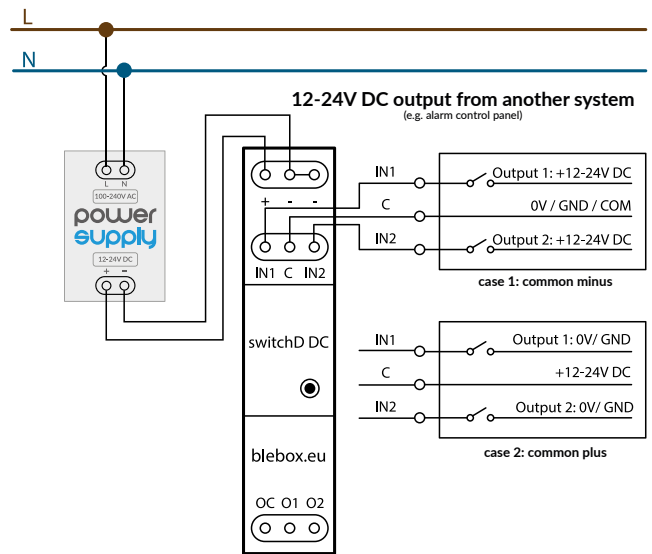 L
N
12-24V DC output from another system
(e.g. alarm control panel)
L N
100-240V AC
power
supply
12-24V DC
+ -
+ - -
IN1 C IN2
switchD DC
blebox.eu
OC O1 O2
IN1 Output 1: +12-24V DC
C 0V / GND / COM
IN2 Output 2: +12-24V DC
case 1: common minus
IN1 Output 1: 0V/ GND
C +12-24V DC
IN2 Output 2: 0V/ GND
case 2: common plus